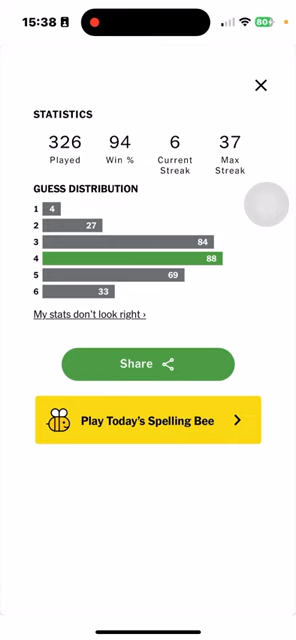 15:38
80
STATISTICS
326 94 6 37
Played Win % Current Streak Max Streak
GUESS DISTRIBUTION
1 4
2 27
3 84
4 88
5 69
6 33
My stats don't look right ›
Share
Play Today's Spelling Bee